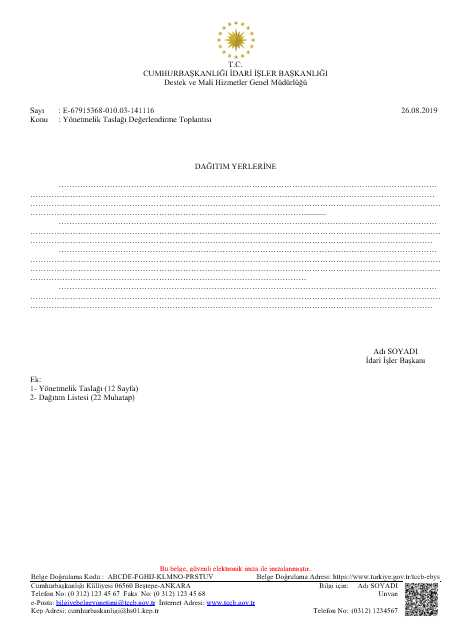 T.C.
CUMHURBAŞKANLIĞI İDARİ İŞLER BAŞKANLIĞI
Destek ve Mali Hizmetler Genel Müdürlüğü
Sayı : E-67915368-010.03-141116 26.08.2019
Konu : Yönetmelik Taslağı Değerlendirme Toplantısı
DAĞITIM YERLERİNE
Adı SOYADI
İdari İşler Başkanı
Ek:
1- Yönetmelik Taslağı (12 Sayfa)
2- Dağıtım Listesi (22 Muhatap)
Bu belge, güvenli elektronik imza ile imzalanmıştır.
Belge Doğrulama Kodu : ABCDE-FGHIJ-KLMNO-PRSTUV Belge Doğrulama Adresi: https://www.turkiye.gov.tr/tccb-ebys
Cumhurbaşkanlığı Külliyesi 06560 Beştepe-ANKARA Bilgi için: Adı SOYADI
Telefon No: (0 312) 123 45 67 Faks No: (0 312) 123 45 68 Unvan
e-Posta: bilgivebelgeyonetimi@tccb.gov.tr İnternet Adresi: www.tccb.gov.tr
Kep Adresi: cumhurbaskanligi@hs01.kep.tr Telefon No: (0312) 1234567